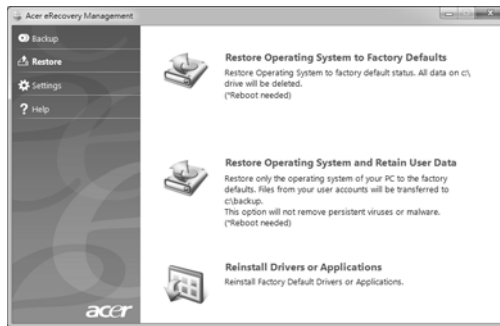 Acer eRecovery Management
Backup
Restore
Settings
? Help
acer
Restore Operating System to Factory Defaults
Restore Operating System to factory default status. All data on c:\
drive will be deleted.
(*Reboot needed)
Restore Operating System and Retain User Data
Restore only the operating system of your PC to the factory
defaults. Files from your user accounts will be transferred to
c:\backup.
This option will not remove persistent viruses or malware.
(*Reboot needed)
Reinstall Drivers or Applications
Reinstall Factory Default Drivers or Applications.